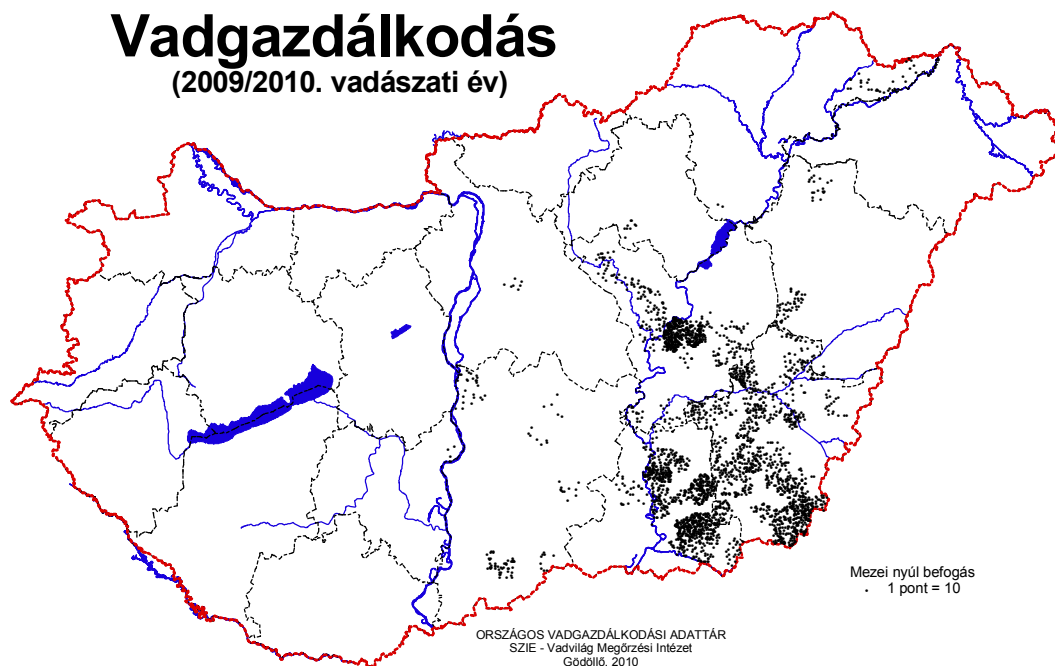 Vadgazdálkodás
(2009/2010. vadászati év)
Mezei nyúl befogás
. 1 pont = 10
ORSZÁGOS VADGAZDÁLKODÁSI ADATTÁR
SZIE - Vadvilág Megőrzési Intézet
Gödöllő, 2010